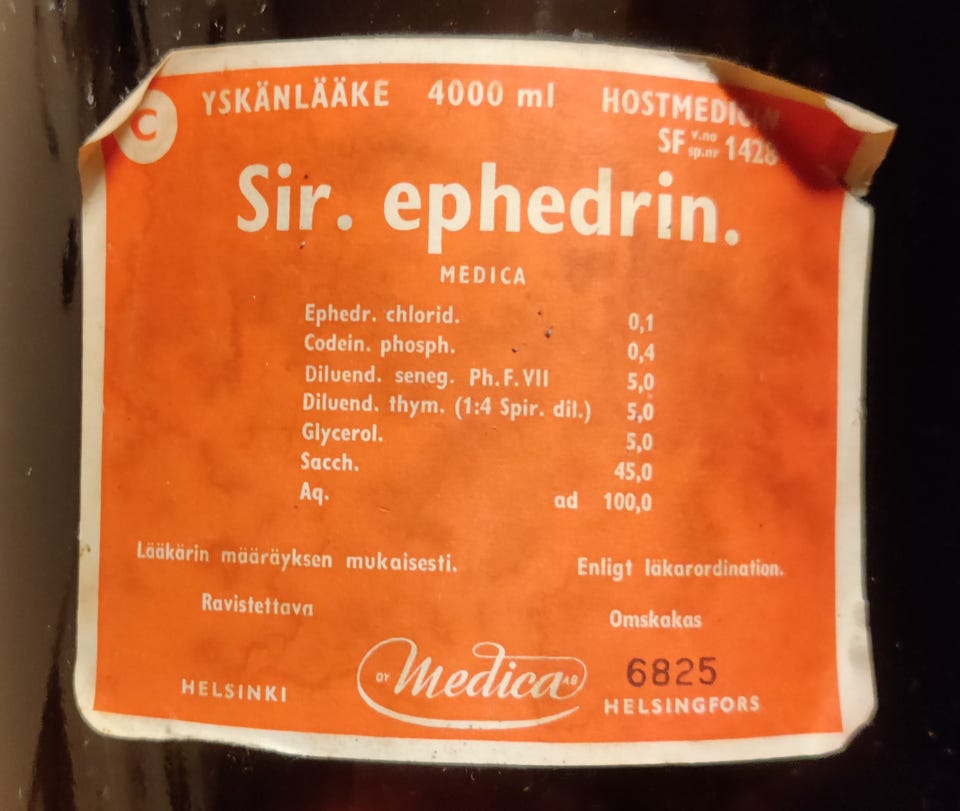 C YSKÄNLÄÄKE 4000 ml HOSTMEDICIN
SF v.no sp.nr 1428
Sir. ephedrin.
MEDICA
Ephedr. chlorid. 0,1
Codein. phosph. 0,4
Diluend. seneg. Ph.F.VII 5,0
Diluend. thym. (1:4 Spir. dil.) 5,0
Glycerol. 5,0
Sacch. 45,0
Aq. ad 100,0
Lääkärin määräyksen mukaisesti. Enligt läkarordination.
Ravistettava Omskakas
OY Medica AB 6825
HELSINKI HELSINGFORS